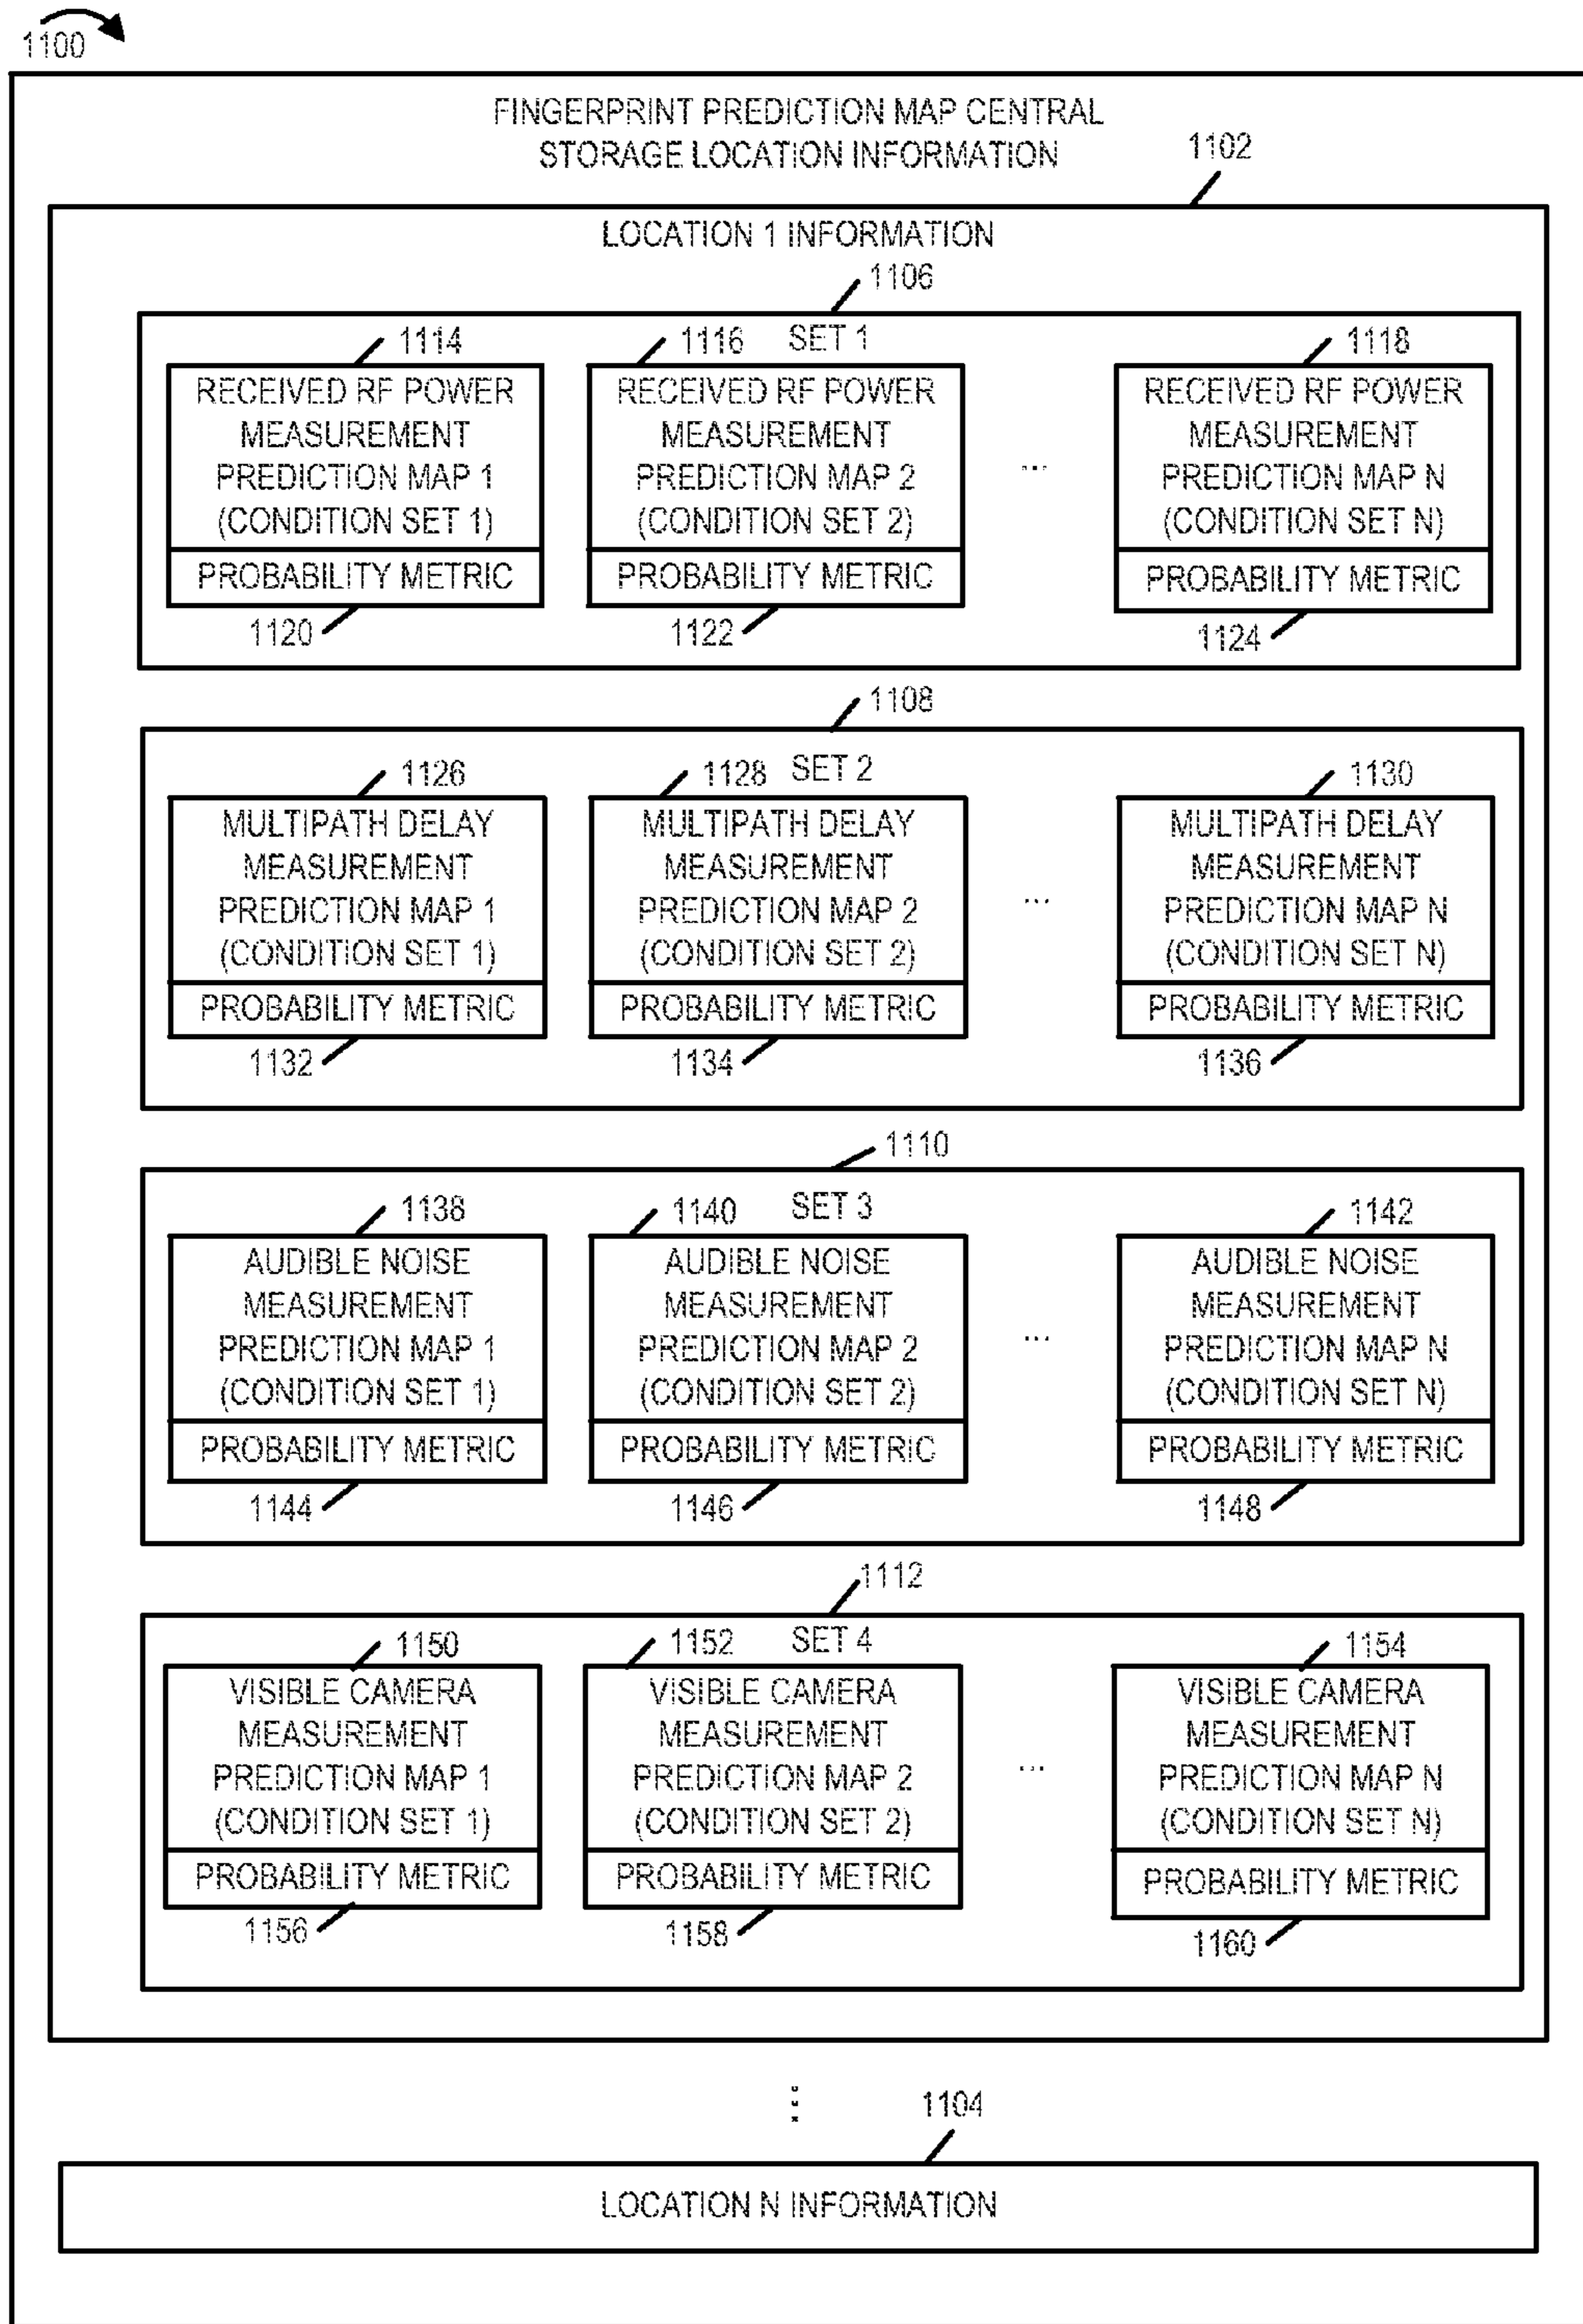 1100
FINGERPRINT PREDICTION MAP CENTRAL
STORAGE LOCATION INFORMATION
1102
LOCATION 1 INFORMATION
1106
SET 1
1114
RECEIVED RF POWER
MEASUREMENT
PREDICTION MAP 1
(CONDITION SET 1)
PROBABILITY METRIC
1120
1116
RECEIVED RF POWER
MEASUREMENT
PREDICTION MAP 2
(CONDITION SET 2)
PROBABILITY METRIC
1122
...
1118
RECEIVED RF POWER
MEASUREMENT
PREDICTION MAP N
(CONDITION SET N)
PROBABILITY METRIC
1124
1108
SET 2
1126
MULTIPATH DELAY
MEASUREMENT
PREDICTION MAP 1
(CONDITION SET 1)
PROBABILITY METRIC
1132
1128
MULTIPATH DELAY
MEASUREMENT
PREDICTION MAP 2
(CONDITION SET 2)
PROBABILITY METRIC
1134
...
1130
MULTIPATH DELAY
MEASUREMENT
PREDICTION MAP N
(CONDITION SET N)
PROBABILITY METRIC
1136
1110
SET 3
1138
AUDIBLE NOISE
MEASUREMENT
PREDICTION MAP 1
(CONDITION SET 1)
PROBABILITY METRIC
1144
1140
AUDIBLE NOISE
MEASUREMENT
PREDICTION MAP 2
(CONDITION SET 2)
PROBABILITY METRIC
1146
...
1142
AUDIBLE NOISE
MEASUREMENT
PREDICTION MAP N
(CONDITION SET N)
PROBABILITY METRIC
1148
1112
SET 4
1150
VISIBLE CAMERA
MEASUREMENT
PREDICTION MAP 1
(CONDITION SET 1)
PROBABILITY METRIC
1156
1152
VISIBLE CAMERA
MEASUREMENT
PREDICTION MAP 2
(CONDITION SET 2)
PROBABILITY METRIC
1158
...
1154
VISIBLE CAMERA
MEASUREMENT
PREDICTION MAP N
(CONDITION SET N)
PROBABILITY METRIC
1160
⋮
1104
LOCATION N INFORMATION